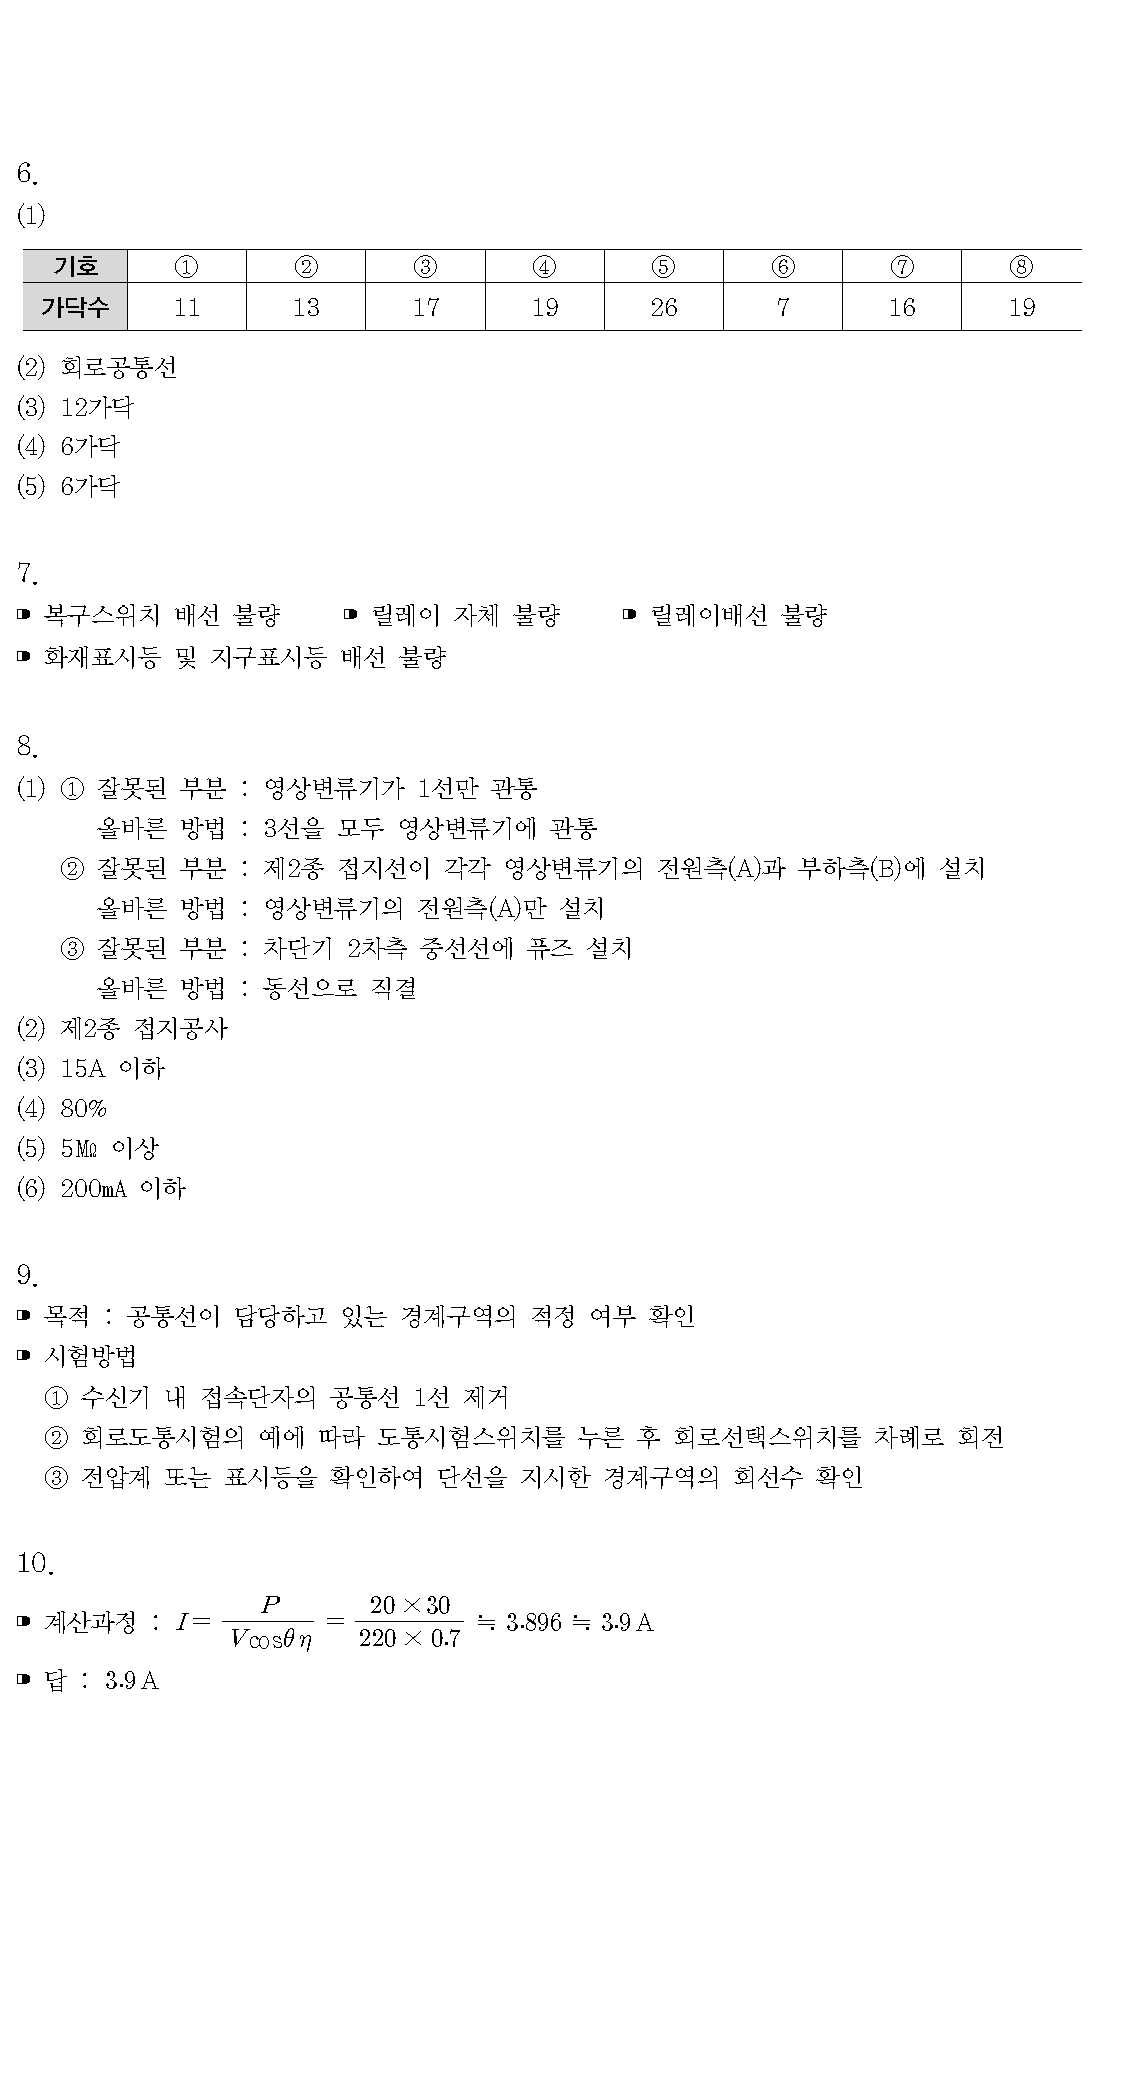 6.
(1)
기호 ① ② ③ ④ ⑤ ⑥ ⑦ ⑧
가닥수 11 13 17 19 26 7 16 19
(2) 회로공통선
(3) 12가닥
(4) 6가닥
(5) 6가닥
7.
복구스위치 배선 불량 릴레이 자체 불량 릴레이배선 불량
화재표시등 및 지구표시등 배선 불량
8.
(1) ① 잘못된 부분 : 영상변류기가 1선만 관통
올바른 방법 : 3선을 모두 영상변류기에 관통
② 잘못된 부분 : 제2종 접지선이 각각 영상변류기의 전원측(A)과 부하측(B)에 설치
올바른 방법 : 영상변류기의 전원측(A)만 설치
③ 잘못된 부분 : 차단기 2차측 중선선에 퓨즈 설치
올바른 방법 : 동선으로 직결
(2) 제2종 접지공사
(3) 15A 이하
(4) 80%
(5) 5㏁ 이상
(6) 200㎃ 이하
9.
목적 : 공통선이 담당하고 있는 경계구역의 적정 여부 확인
시험방법
① 수신기 내 접속단자의 공통선 1선 제거
② 회로도통시험의 예에 따라 도통시험스위치를 누른 후 회로선택스위치를 차례로 회전
③ 전압계 또는 표시등을 확인하여 단선을 지시한 경계구역의 회선수 확인
10.
계산과정 : I = P / Vcosθ η = 20 × 30 / 220 × 0.7 ≒ 3.896 ≒ 3.9 A
답 : 3.9 A